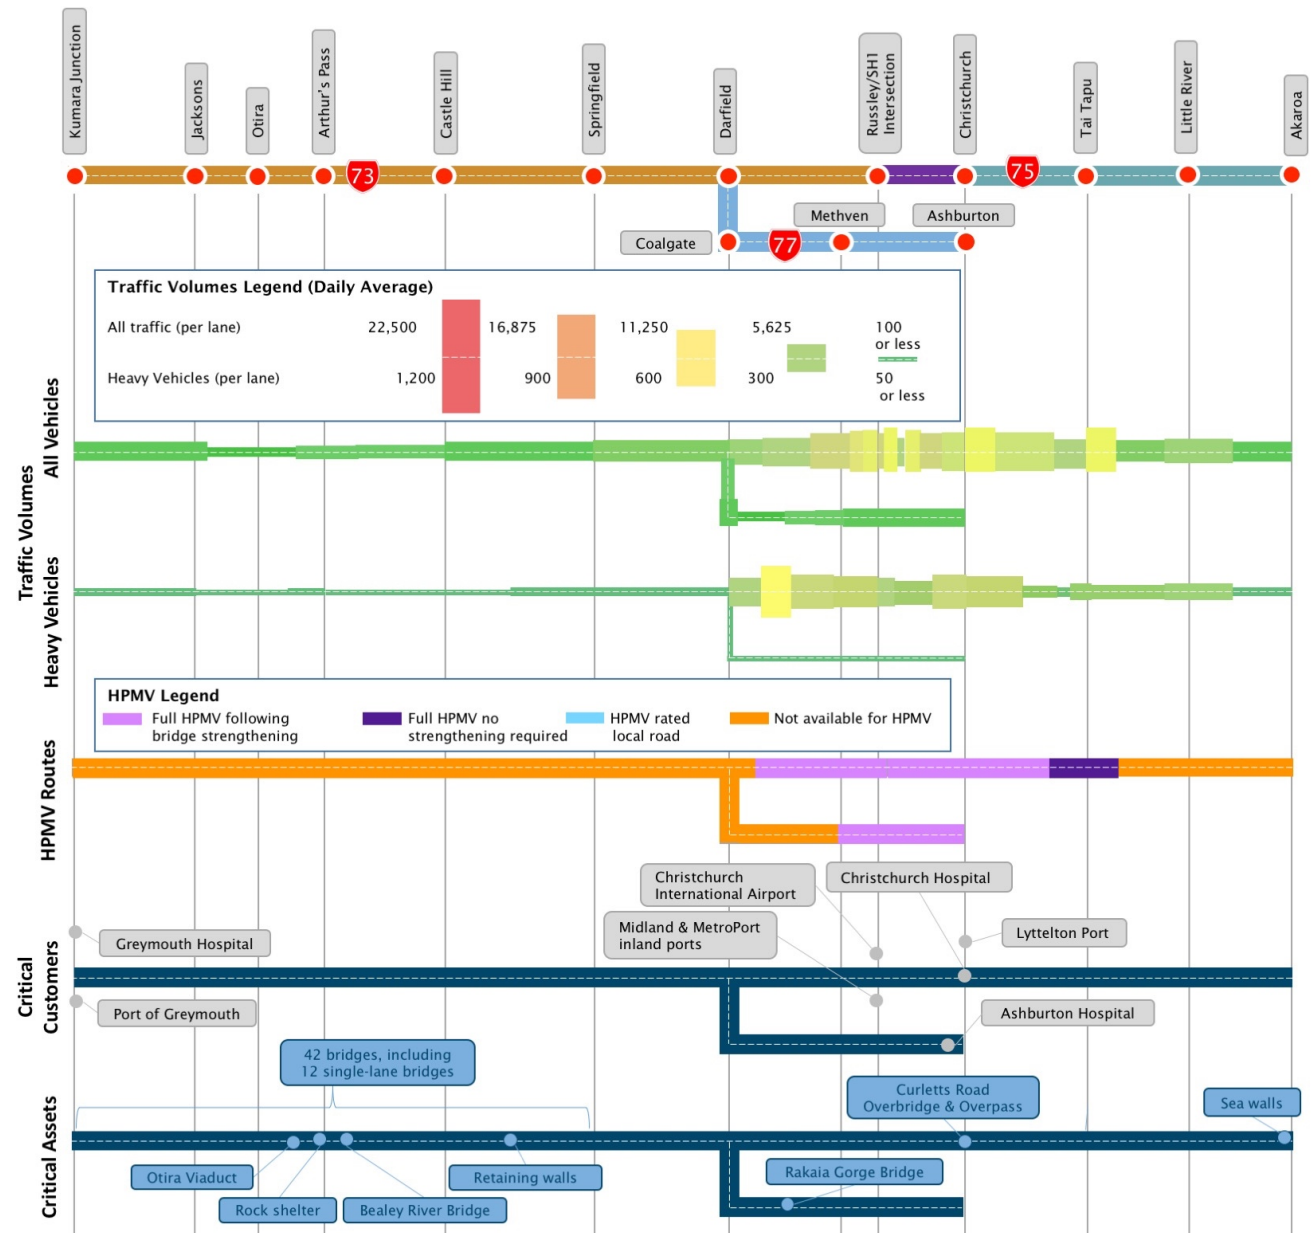 Kumara Junction
Jacksons
Otira
Arthur's Pass
Castle Hill
Springfield
Darfield
Russley/SH1
Intersection
Christchurch
Tai Tapu
Little River
Akaroa
73
75
Methven
Ashburton
Coalgate
77
Traffic Volumes Legend (Daily Average)
All traffic (per lane)
22,500
16,875
11,250
5,625
100
or less
Heavy Vehicles (per lane)
1,200
900
600
300
50
or less
Traffic Volumes
All Vehicles
Heavy Vehicles
HPMV Legend
Full HPMV following
bridge strengthening
Full HPMV no
strengthening required
HPMV rated
local road
Not available for HPMV
HPMV Routes
Christchurch
International Airport
Christchurch Hospital
Midland & MetroPort
inland ports
Lyttelton Port
Greymouth Hospital
Critical
Customers
Port of Greymouth
Ashburton Hospital
42 bridges, including
12 single-lane bridges
Curletts Road
Overbridge & Overpass
Sea walls
Critical Assets
Otira Viaduct
Retaining walls
Rakaia Gorge Bridge
Rock shelter
Bealey River Bridge